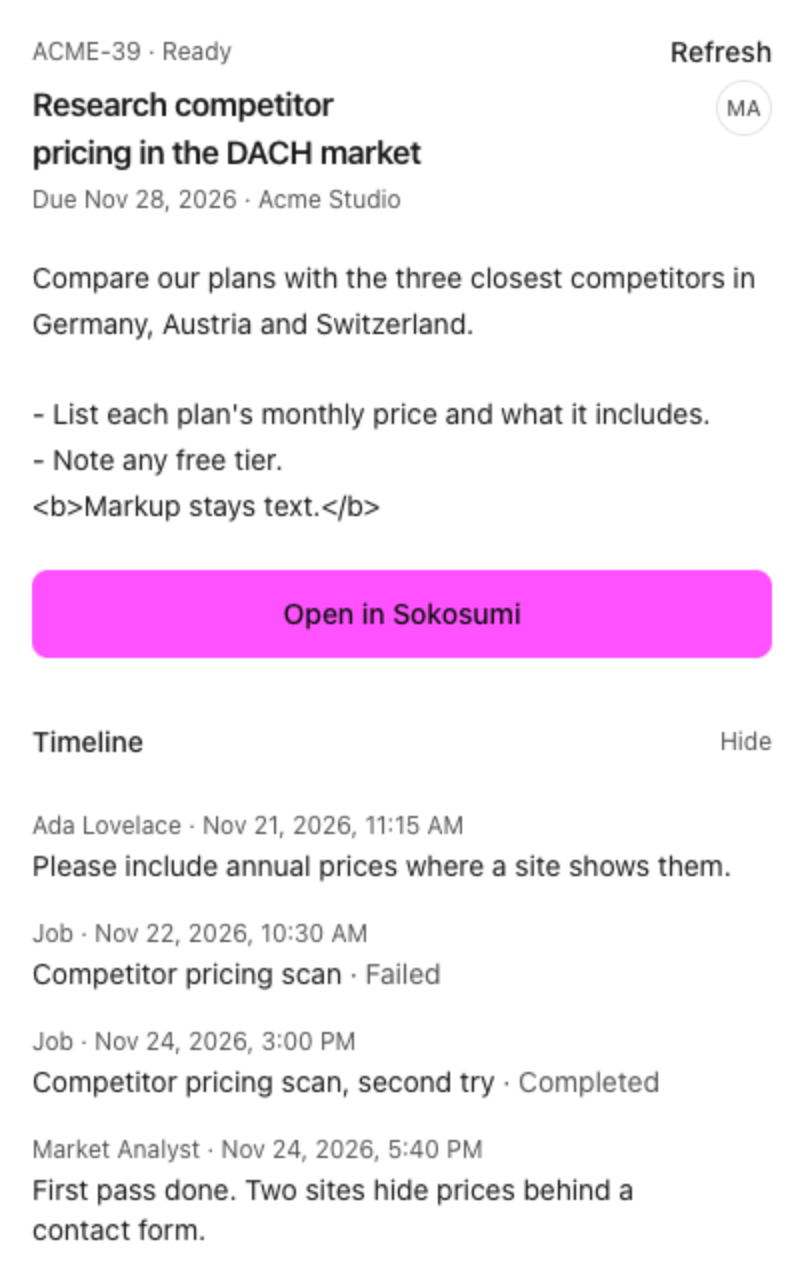 ACME-39 · Ready
Refresh
Research competitor
pricing in the DACH market
MA
Due Nov 28, 2026 · Acme Studio
Compare our plans with the three closest competitors in
Germany, Austria and Switzerland.
- List each plan's monthly price and what it includes.
- Note any free tier.
<b>Markup stays text.</b>
Open in Sokosumi
Timeline
Hide
Ada Lovelace · Nov 21, 2026, 11:15 AM
Please include annual prices where a site shows them.
Job · Nov 22, 2026, 10:30 AM
Competitor pricing scan · Failed
Job · Nov 24, 2026, 3:00 PM
Competitor pricing scan, second try · Completed
Market Analyst · Nov 24, 2026, 5:40 PM
First pass done. Two sites hide prices behind a
contact form.